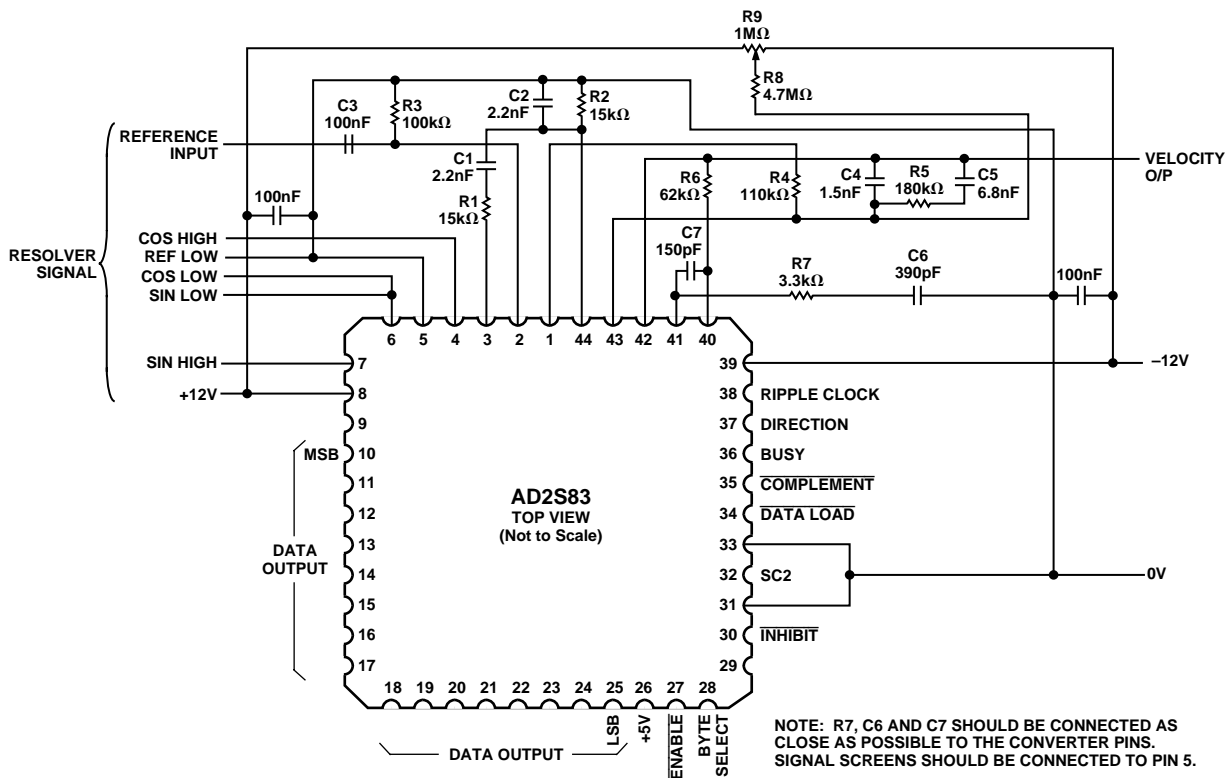 R9
1MΩ
R8
4.7MΩ
C2
2.2nF
R2
15kΩ
C3
100nF
R3
100kΩ
REFERENCE
INPUT
C1
2.2nF
R1
15kΩ
R6
62kΩ
R4
110kΩ
C4
1.5nF
R5
180kΩ
C5
6.8nF
VELOCITY
O/P
100nF
C7
150pF
R7
3.3kΩ
C6
390pF
100nF
RESOLVER
SIGNAL
COS HIGH
REF LOW
COS LOW
SIN LOW
SIN HIGH
+12V
6 5 4 3 2 1 44 43 42 41 40
7
8
9
MSB 10
11
12
13
14
15
16
17
DATA
OUTPUT
AD2S83
TOP VIEW
(Not to Scale)
39
–12V
38 RIPPLE CLOCK
37 DIRECTION
36 BUSY
35 COMPLEMENT
34 DATA LOAD
33
32 SC2
0V
31
30 INHIBIT
29
18 19 20 21 22 23 24 25 26 27 28
LSB
+5V
ENABLE
BYTE
SELECT
DATA OUTPUT
NOTE: R7, C6 AND C7 SHOULD BE CONNECTED AS
CLOSE AS POSSIBLE TO THE CONVERTER PINS.
SIGNAL SCREENS SHOULD BE CONNECTED TO PIN 5.